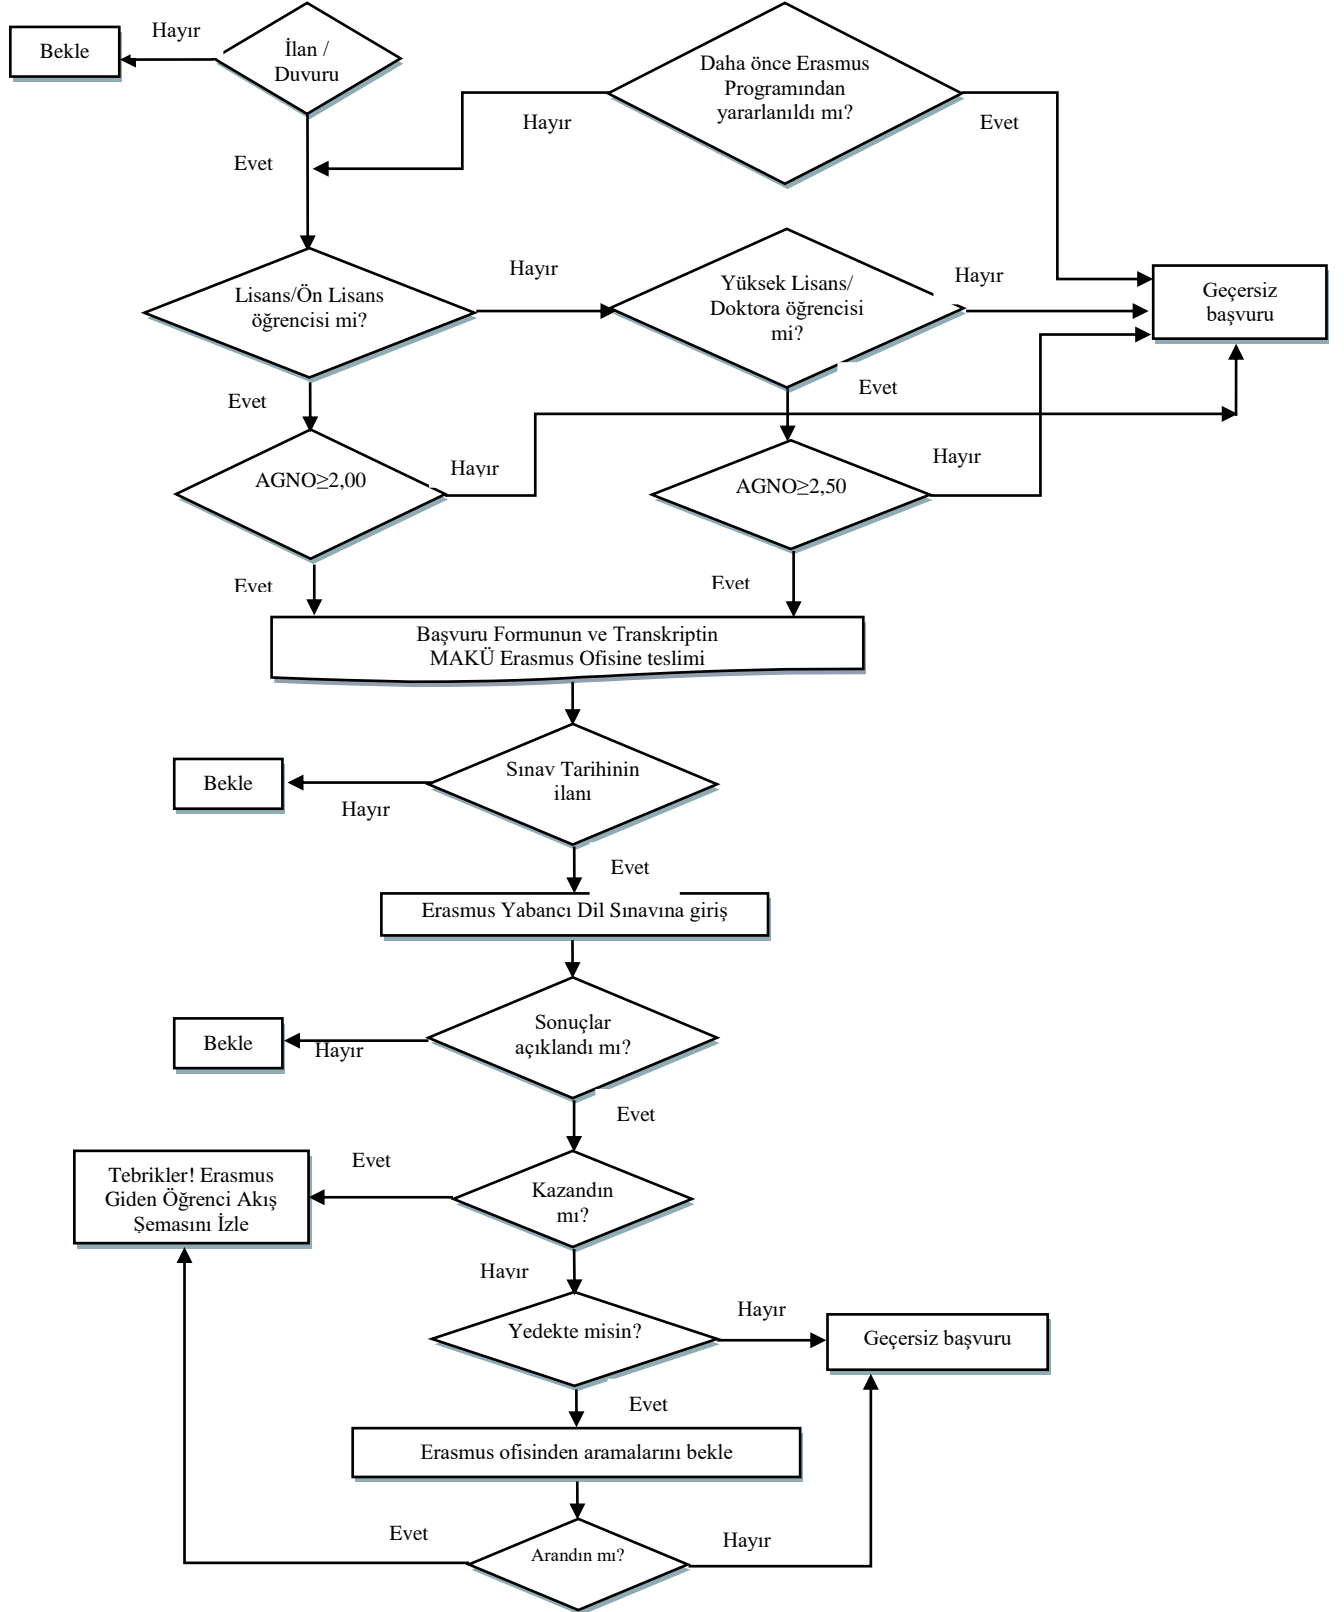 Hayır
Bekle
İlan /
Duyuru
Daha önce Erasmus
Programından
yararlanıldı mı?
Hayır
Evet
Evet
Lisans/Ön Lisans
öğrencisi mi?
Hayır
Yüksek Lisans/
Doktora öğrencisi
mi?
Hayır
Geçersiz
başvuru
Evet
Evet
AGNO≥2,00
Hayır
AGNO≥2,50
Hayır
Evet
Evet
Başvuru Formunun ve Transkriptin
MAKÜ Erasmus Ofisine teslimi
Sınav Tarihinin
ilanı
Bekle
Hayır
Evet
Erasmus Yabancı Dil Sınavına giriş
Sonuçlar
açıklandı mı?
Bekle
Hayır
Evet
Tebrikler! Erasmus
Giden Öğrenci Akış
Şemasını İzle
Evet
Kazandın
mı?
Hayır
Yedekte misin?
Hayır
Geçersiz başvuru
Evet
Erasmus ofisinden aramalarını bekle
Evet
Arandın mı?
Hayır